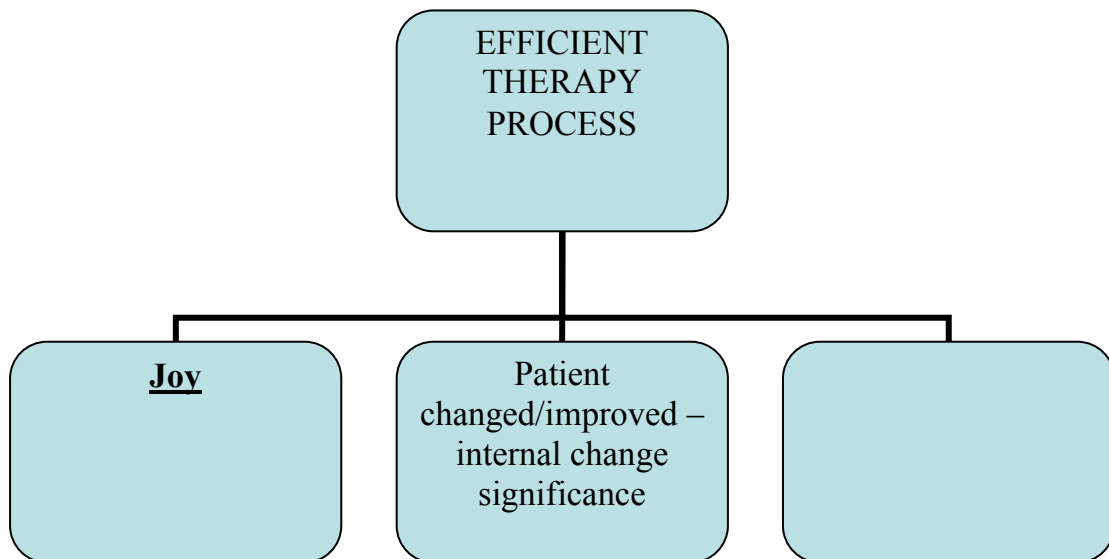 EFFICIENT
THERAPY
PROCESS
Joy
Patient
changed/improved –
internal change
significance